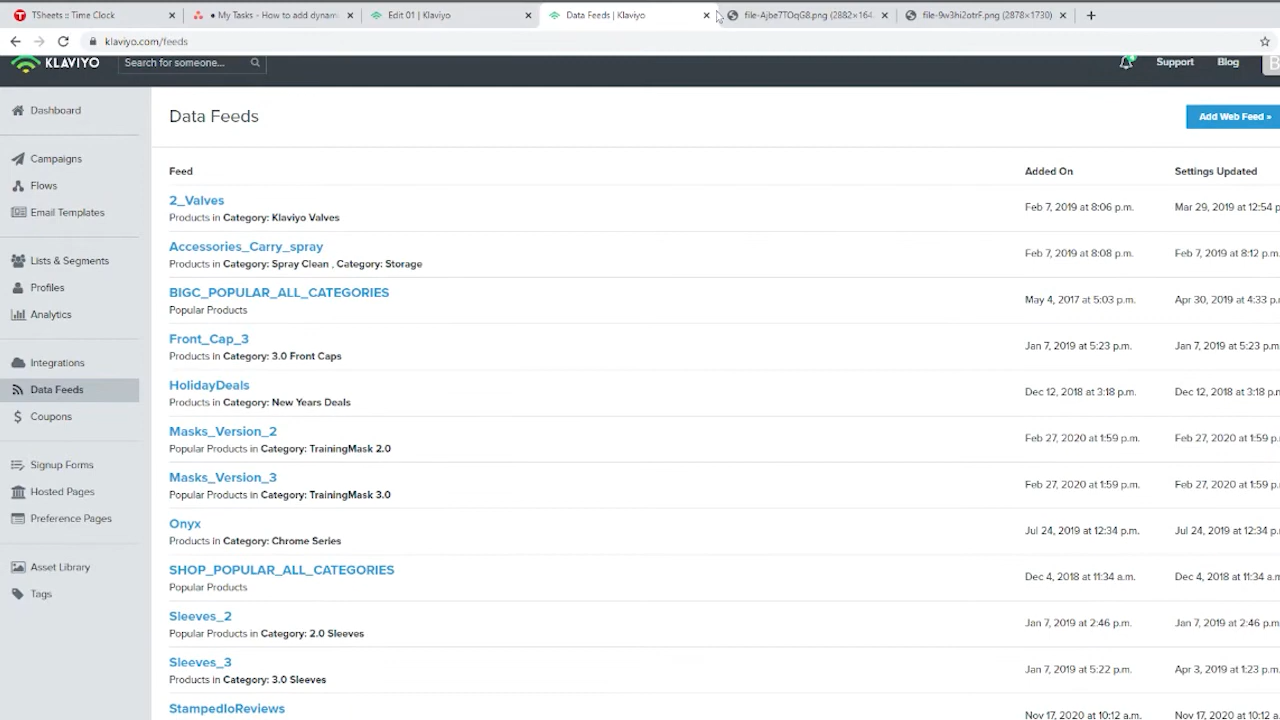 TSheets :: Time Clock
• My Tasks - How to add dynam
Edit 01 | Klaviyo
Data Feeds | Klaviyo
file-Ajbe7TOqG8.png (2882×164
file-9w3hi2otrF.png (2878×1730)
klaviyo.com/feeds
KLAVIYO
Search for someone...
Support
Blog
Dashboard
Campaigns
Flows
Email Templates
Lists & Segments
Profiles
Analytics
Integrations
Data Feeds
Coupons
Signup Forms
Hosted Pages
Preference Pages
Asset Library
Tags
Data Feeds
Add Web Feed »
Feed Added On Settings Updated
2_Valves
Products in Category: Klaviyo Valves
Feb 7, 2019 at 8:06 p.m. Mar 29, 2019 at 12:54 p
Accessories_Carry_spray
Products in Category: Spray Clean , Category: Storage
Feb 7, 2019 at 8:08 p.m. Feb 7, 2019 at 8:12 p.m.
BIGC_POPULAR_ALL_CATEGORIES
Popular Products
May 4, 2017 at 5:03 p.m. Apr 30, 2019 at 4:33 p
Front_Cap_3
Products in Category: 3.0 Front Caps
Jan 7, 2019 at 5:23 p.m. Jan 7, 2019 at 5:23 p.m.
HolidayDeals
Products in Category: New Years Deals
Dec 12, 2018 at 3:18 p.m. Dec 12, 2018 at 3:18 p.m
Masks_Version_2
Popular Products in Category: TrainingMask 2.0
Feb 27, 2020 at 1:59 p.m. Feb 27, 2020 at 1:59 p.m
Masks_Version_3
Popular Products in Category: TrainingMask 3.0
Feb 27, 2020 at 1:59 p.m. Feb 27, 2020 at 1:59 p.m
Onyx
Products in Category: Chrome Series
Jul 24, 2019 at 12:34 p.m. Jul 24, 2019 at 12:34 p.
SHOP_POPULAR_ALL_CATEGORIES
Popular Products
Dec 4, 2018 at 11:34 a.m. Dec 4, 2018 at 11:34 a.m
Sleeves_2
Popular Products in Category: 2.0 Sleeves
Jan 7, 2019 at 2:46 p.m. Jan 7, 2019 at 2:46 p.m
Sleeves_3
Products in Category: 3.0 Sleeves
Jan 7, 2019 at 5:22 p.m. Apr 3, 2019 at 1:23 p.m.
StampedIoReviews
Nov 17, 2020 at 10:12 a.m. Nov 17, 2020 at 10:12 a